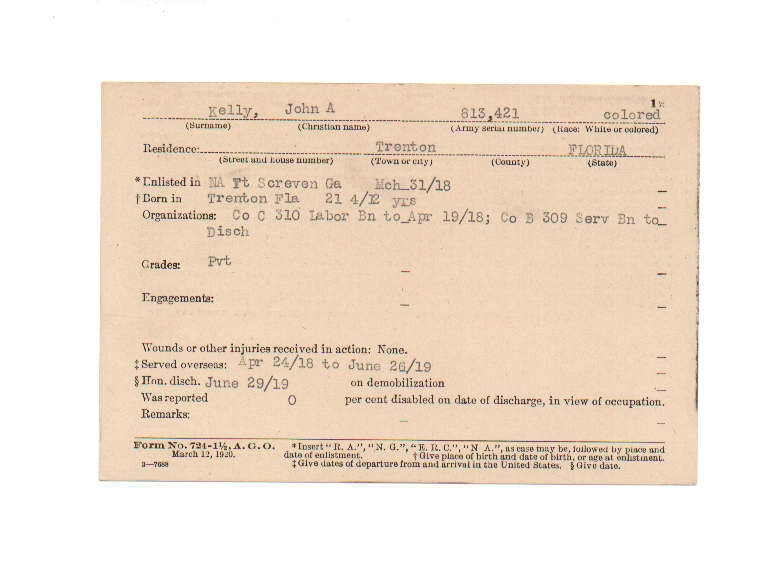 Kelly, John A 813,421 1% colored
(Surname) (Christian name) (Army serial number) (Race: White or colored)
Residence: Trenton FLORIDA
(Street and house number) (Town or city) (County) (State)
*Enlisted in NA Ft Screven Ga Mch 31/18
†Born in Trenton Fla 21 4/12 yrs
Organizations: Co C 310 Labor Bn to Apr 19/18; Co B 309 Serv Bn to
Disch
Grades: Pvt
Engagements:
Wounds or other injuries received in action: None.
‡Served overseas: Apr 24/18 to June 26/19
§Hon. disch. June 29/19 on demobilization
Was reported 0 per cent disabled on date of discharge, in view of occupation.
Remarks:
Form No. 724-1½, A. G. O. *Insert "R. A.", "N. G.", "E. R. C.", "N A.", as case may be, followed by place and
March 12, 1920. date of enlistment. †Give place of birth and date of birth, or age at enlistment.
3—7688 ‡Give dates of departure from and arrival in the United States. §Give date.